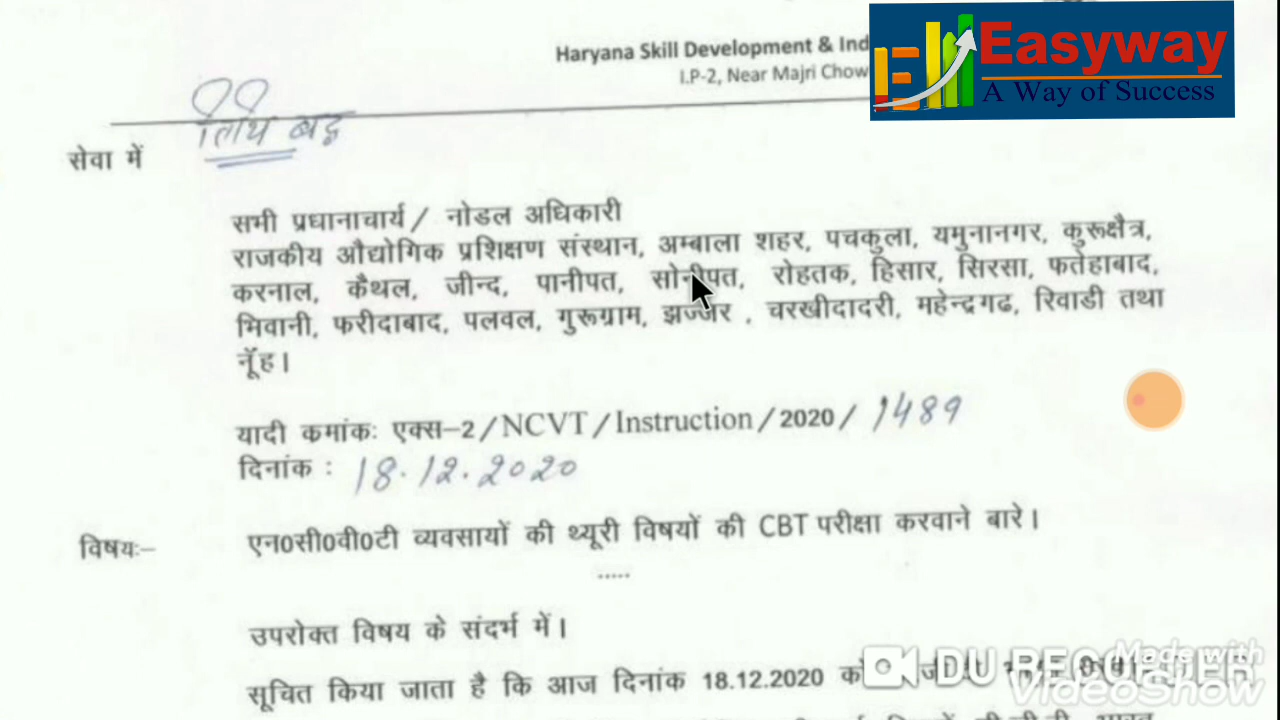 Haryana Skill Development & Ind
I.P-2, Near Majri Chow
Easyway
A Way of Success
सेवा में
सभी प्रधानाचार्य / नोडल अधिकारी
राजकीय औद्योगिक प्रशिक्षण संस्थान, अम्बाला शहर, पचकुला, यमुनानगर, कुरूक्षैत्र,
करनाल, कैथल, जीन्द, पानीपत, सोनीपत, रोहतक, हिसार, सिरसा, फतेहाबाद,
भिवानी, फरीदाबाद, पलवल, गुरूग्राम, झज्जर , चरखीदादरी, महेन्द्रगढ, रिवाडी तथा
नूॅंह।
यादी कमांकः एक्स–2/NCVT/Instruction/2020/ 1489
दिनांक : 18.12.2020
विषयः– एन0सी0वी0टी व्यवसायों की थ्यूरी विषयों की CBT परीक्षा करवाने बारे।
.....
उपरोक्त विषय के संदर्भ में।
सूचित किया जाता है कि आज दिनांक 18.12.2020
DU RECORDER
Made with
VideoShow